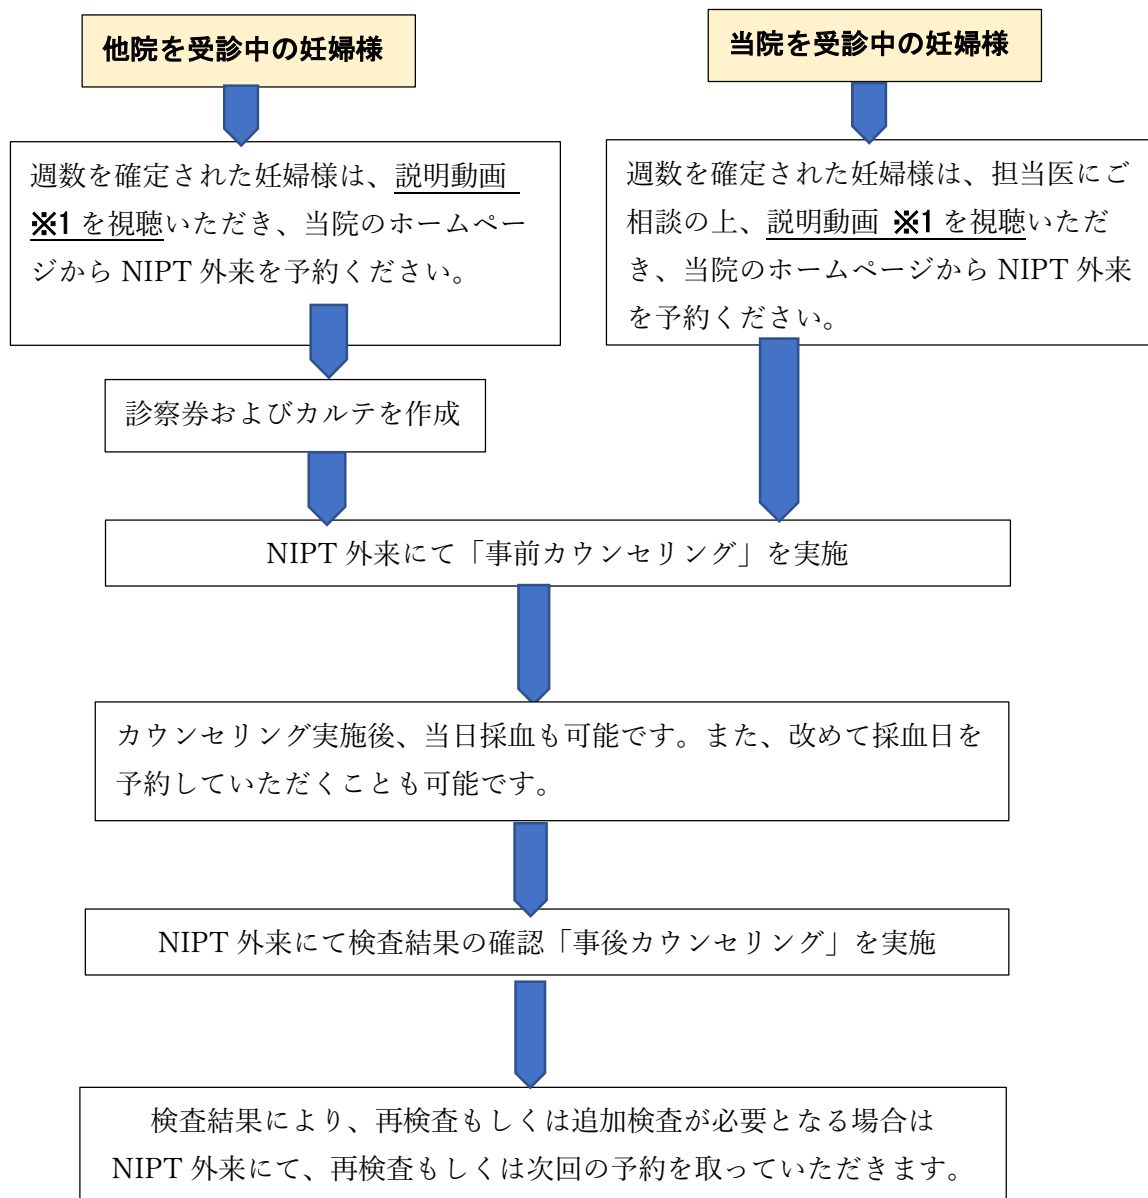 他院を受診中の妊婦様
当院を受診中の妊婦様
週数を確定された妊婦様は、説明動画
※1 を視聴いただき、当院のホームペー
ジから NIPT 外来を予約ください。
週数を確定された妊婦様は、担当医にご
相談の上、説明動画 ※1 を視聴いただ
き、当院のホームページから NIPT 外来
を予約ください。
診察券およびカルテを作成
NIPT 外来にて「事前カウンセリング」を実施
カウンセリング実施後、当日採血も可能です。また、改めて採血日を
予約していただくことも可能です。
NIPT 外来にて検査結果の確認「事後カウンセリング」を実施
検査結果により、再検査もしくは追加検査が必要となる場合は
NIPT 外来にて、再検査もしくは次回の予約を取っていただきます。